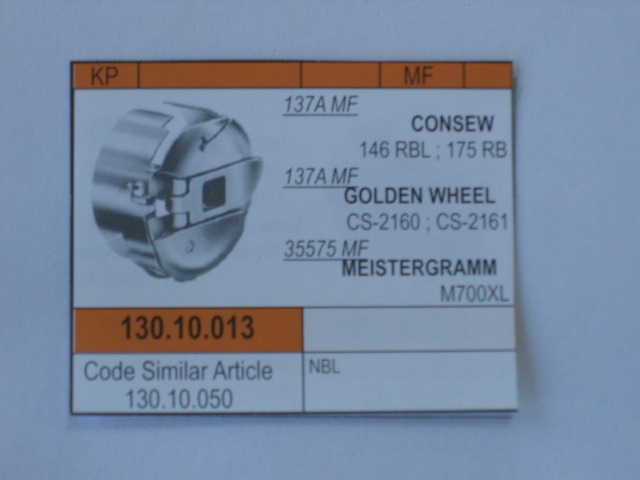 KP MF
137A MF
CONSEW
146 RBL ; 175 RB
137A MF
GOLDEN WHEEL
CS-2160 ; CS-2161
35575 MF
MEISTERGRAMM
M700XL
130.10.013
Code Similar Article
130.10.050
NBL